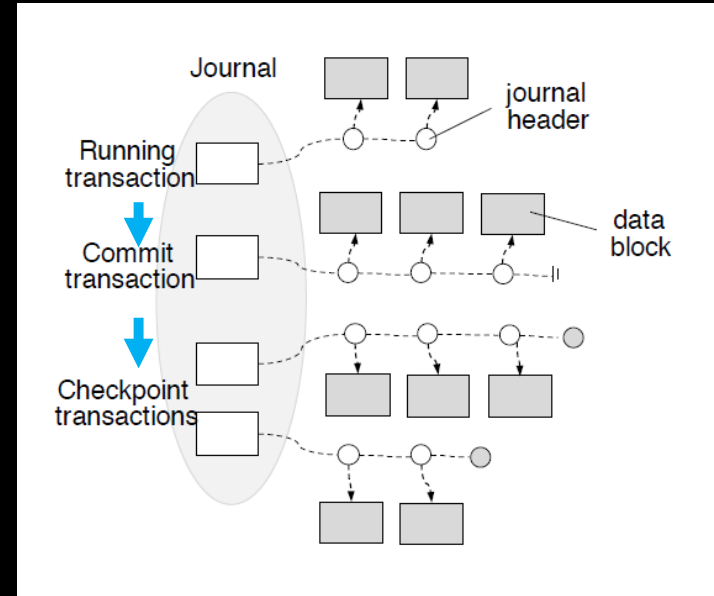 Journal
journal
header
Running
transaction
data
block
Commit
transaction
Checkpoint
transactions